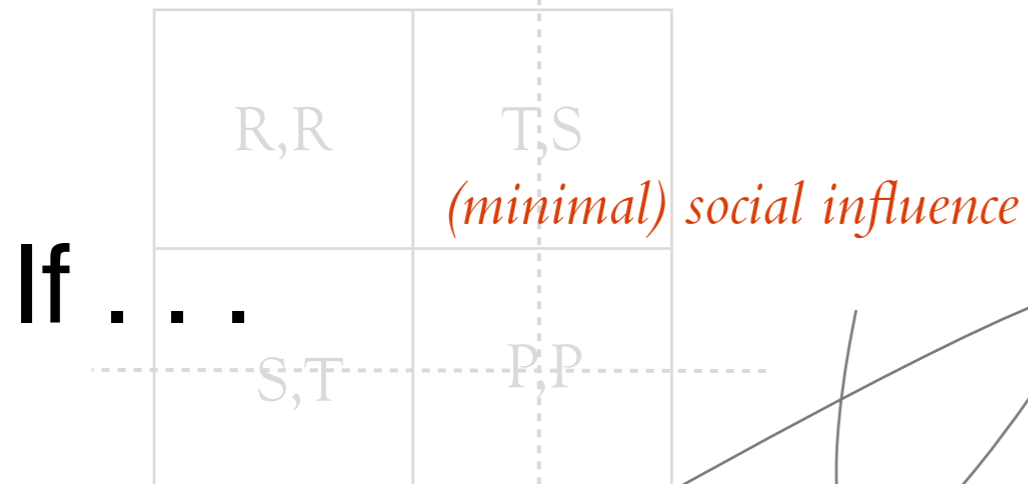 R,R T,S
(minimal) social influence
If . . .
S,T P,P